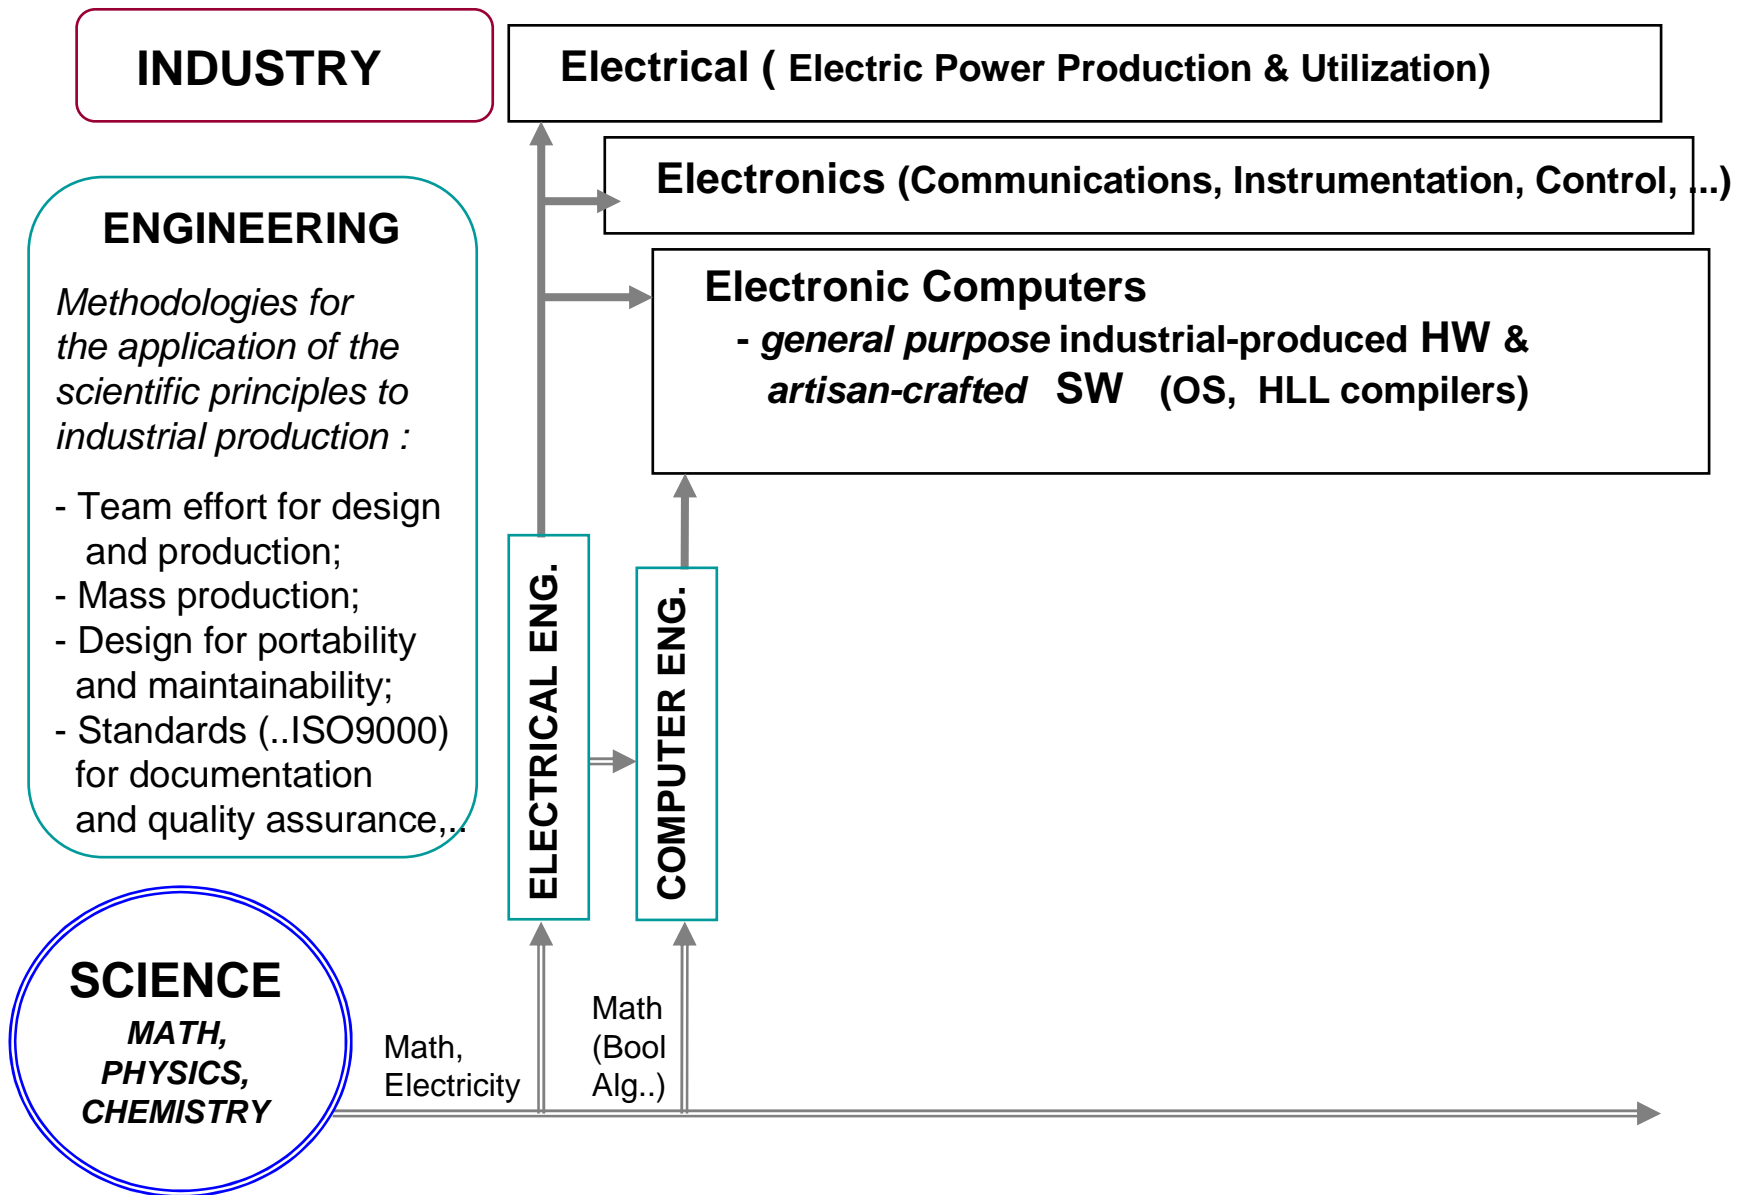 INDUSTRY
Electrical ( Electric Power Production & Utilization)
Electronics (Communications, Instrumentation, Control, ...)
Electronic Computers
- general purpose industrial-produced HW &
artisan-crafted SW (OS, HLL compilers)
ENGINEERING
Methodologies for
the application of the
scientific principles to
industrial production :
- Team effort for design
and production;
- Mass production;
- Design for portability
and maintainability;
- Standards (..ISO9000)
for documentation
and quality assurance,..
ELECTRICAL ENG.
COMPUTER ENG.
SCIENCE
MATH,
PHYSICS,
CHEMISTRY
Math,
Electricity
Math
(Bool
Alg..)